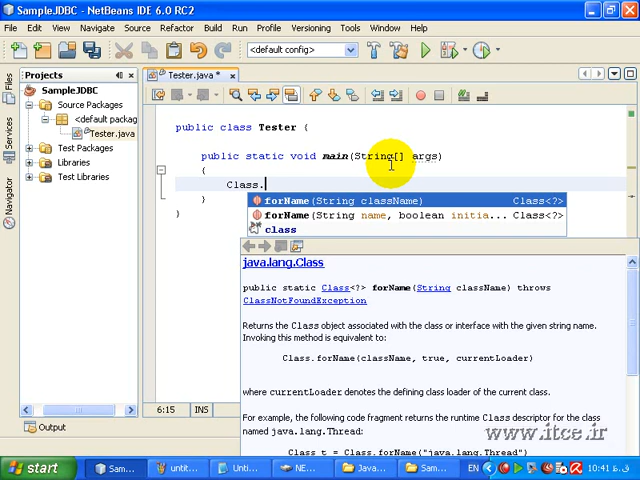 SampleJDBC - NetBeans IDE 6.0 RC2
File Edit View Navigate Source Refactor Build Run Profile Versioning Tools Window Help
<default config>
Projects
Tester.java *
Files
Services
Navigator
SampleJDBC
Source Packages
<default packag
Tester.java
Test Packages
Libraries
Test Libraries
public class Tester {
public static void main(String[] args)
{
Class.
}
}
forName(String className) Class<?>
forName(String name, boolean initia... Class<?>
class
java.lang.Class
public static Class<?> forName(String className) throws
ClassNotFoundException
Returns the Class object associated with the class or interface with the given string name.
Invoking this method is equivalent to:
Class.forName(className, true, currentLoader)
where currentLoader denotes the defining class loader of the current class.
For example, the following code fragment returns the runtime Class descriptor for the class
named java.lang.Thread:
Class t = Class.forName("java.lang.Thread")
www.itce.ir
6:15 INS
Output
start
Sam...
untit...
Unt...
NE...
Java...
Sam...
EN